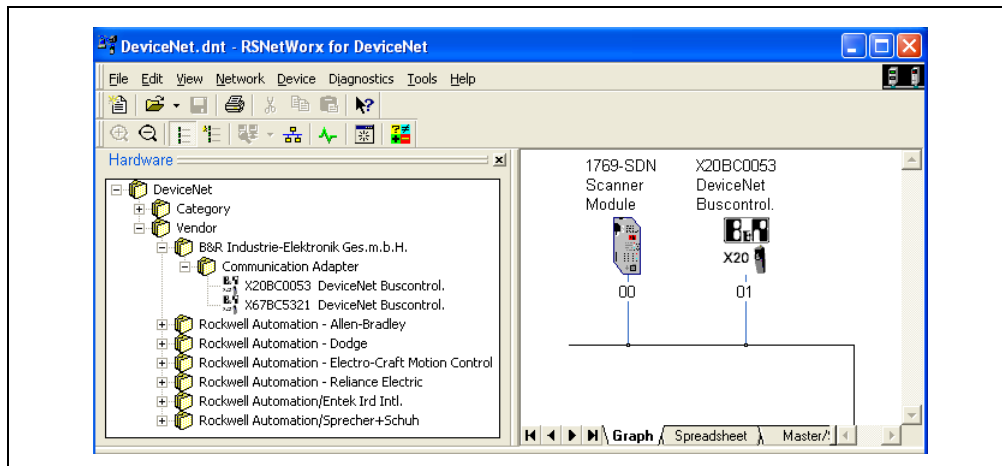 DeviceNet.dnt - RSNetWorx for DeviceNet
File Edit View Network Device Diagnostics Tools Help
Hardware
DeviceNet
Category
Vendor
B&R Industrie-Elektronik Ges.m.b.H.
Communication Adapter
X20BC0053 DeviceNet Buscontrol.
X67BC5321 DeviceNet Buscontrol.
Rockwell Automation - Allen-Bradley
Rockwell Automation - Dodge
Rockwell Automation - Electro-Craft Motion Control
Rockwell Automation - Reliance Electric
Rockwell Automation/Entek Ird Intl.
Rockwell Automation/Sprecher+Schuh
1769-SDN
Scanner
Module
00
X20BC0053
DeviceNet
Buscontrol.
B&R
X20
01
Graph Spreadsheet Master/